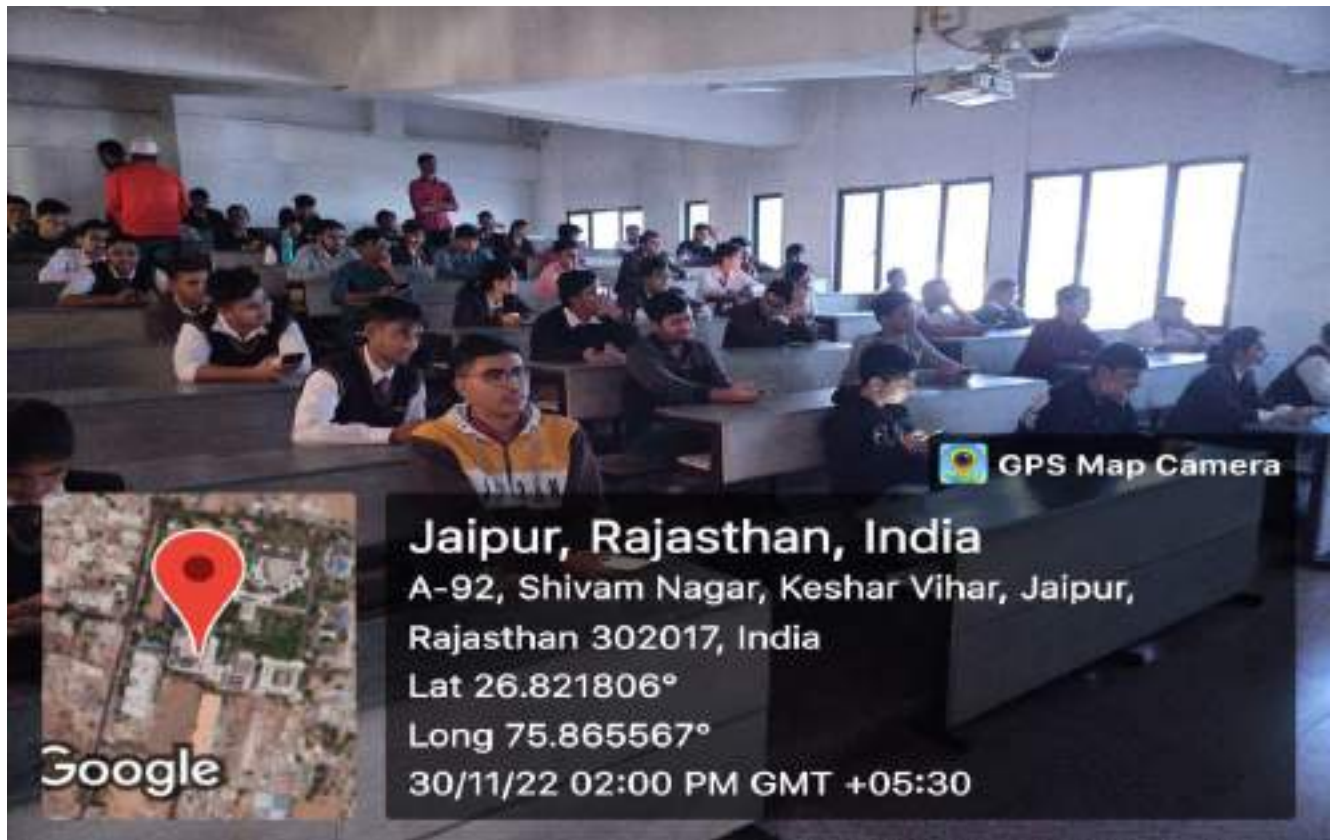 GPS Map Camera
Jaipur, Rajasthan, India
A-92, Shivam Nagar, Keshar Vihar, Jaipur,
Rajasthan 302017, India
Lat 26.821806°
Long 75.865567°
30/11/22 02:00 PM GMT +05:30
Google